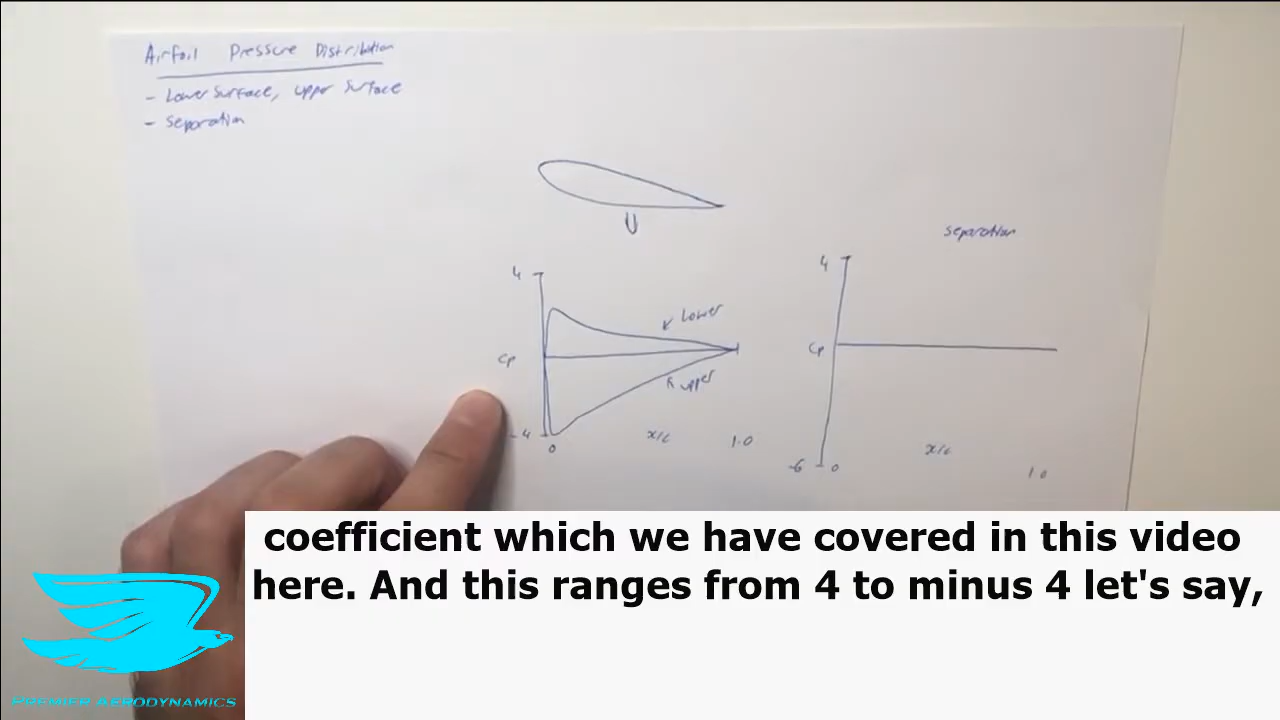 Airfoil Pressure Distribution
- Lower Surface, upper Surface
- Separation
U
separation
4
4
Lower
Cp
Cp
upper
-4
x/c
1.0
0
x/c
-6
0
1.0
coefficient which we have covered in this video
here. And this ranges from 4 to minus 4 let's say,
PREMIER AERODYNAMICS